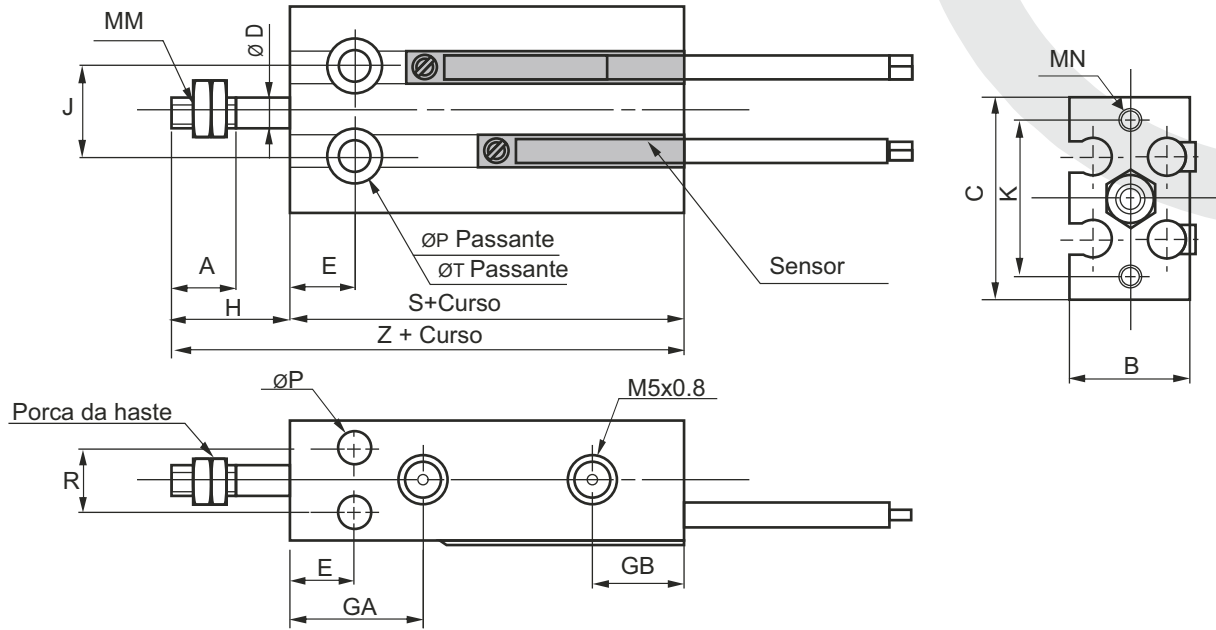 MM
Ø D
J
A
H
E
ØP Passante
ØT Passante
S+Curso
Z + Curso
Sensor
MN
C
K
B
Porca da haste
ØP
M5x0.8
R
E
GA
GB